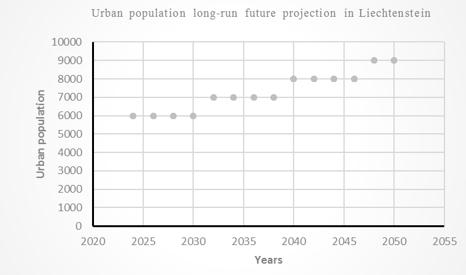 Urban population long-run future projection in Liechtenstein
10000
9000
8000
7000
6000
5000
4000
3000
2000
1000
0
Urban population
2020 2025 2030 2035 2040 2045 2050 2055
Years